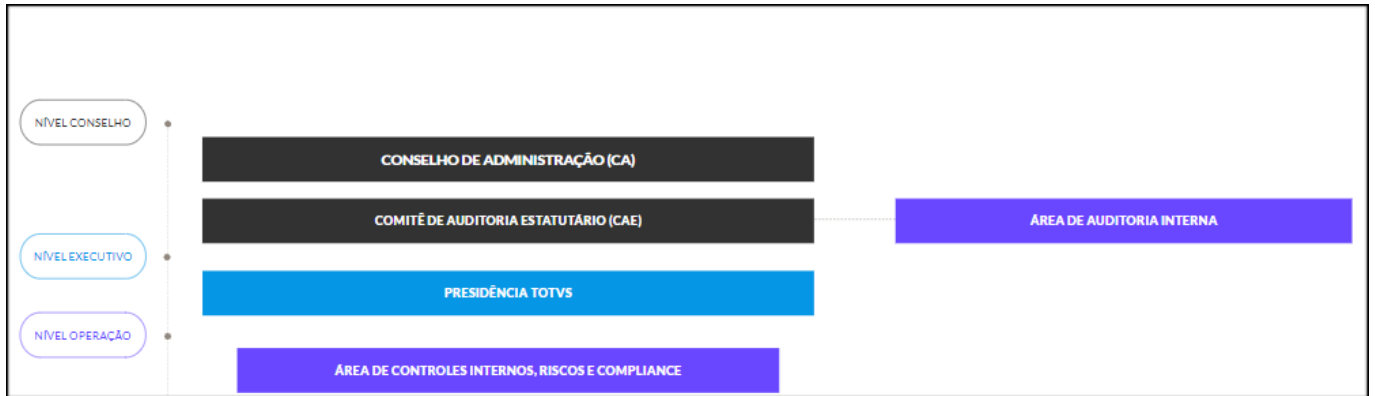 NÍVEL CONSELHO
CONSELHO DE ADMINISTRAÇÃO (CA)
COMITÊ DE AUDITORIA ESTATUTÁRIO (CAE)
ÁREA DE AUDITORIA INTERNA
NÍVEL EXECUTIVO
PRESIDÊNCIA TOTVS
NÍVEL OPERAÇÃO
ÁREA DE CONTROLES INTERNOS, RISCOS E COMPLIANCE